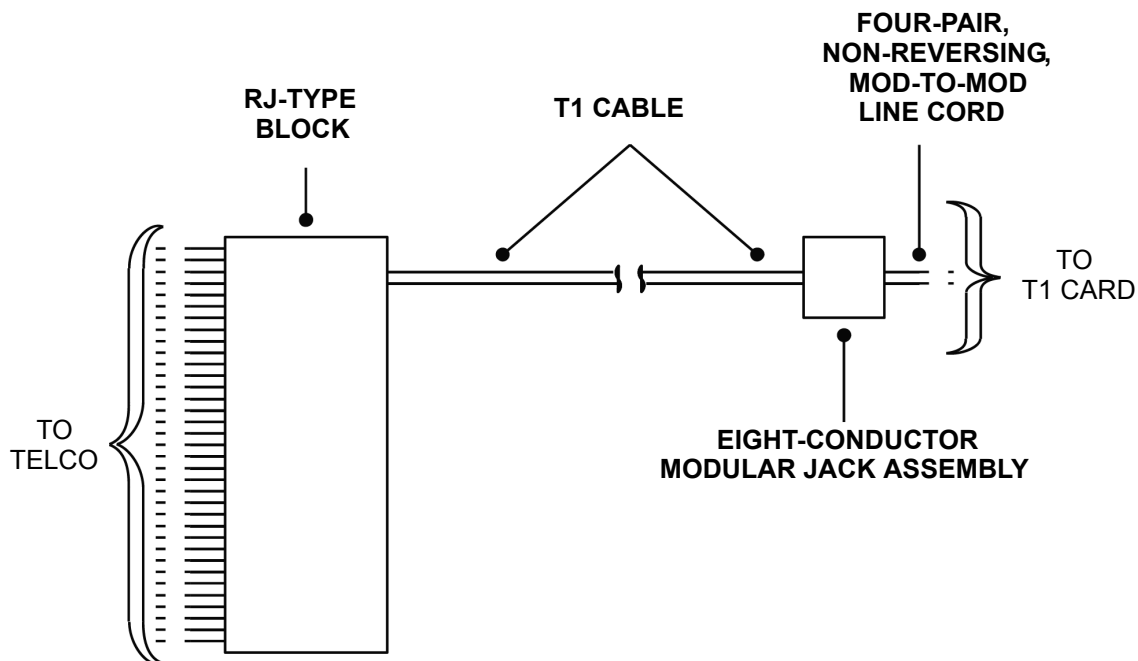 FOUR-PAIR,
NON-REVERSING,
MOD-TO-MOD
LINE CORD
RJ-TYPE
BLOCK
T1 CABLE
TO
T1 CARD
TO
TELCO
EIGHT-CONDUCTOR
MODULAR JACK ASSEMBLY